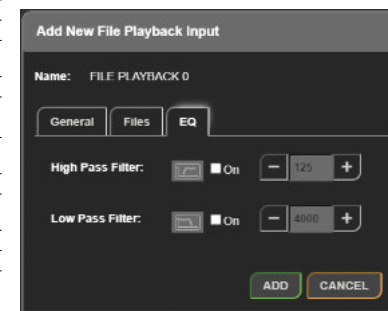 Add New File Playback Input
Name: FILE PLAYBACK 0
General Files EQ
High Pass Filter: On − 125 +
Low Pass Filter: On − 4000 +
ADD CANCEL